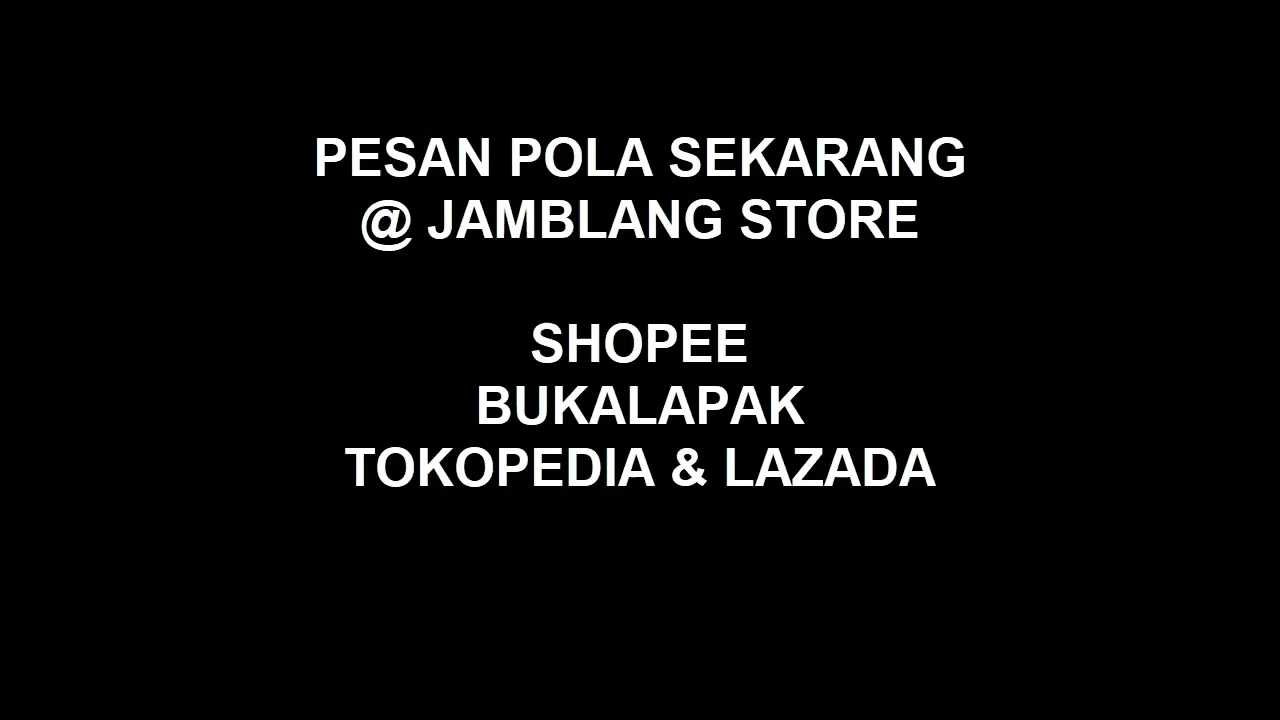 PESAN POLA SEKARANG
@ JAMBLANG STORE
SHOPEE
BUKALAPAK
TOKOPEDIA & LAZADA